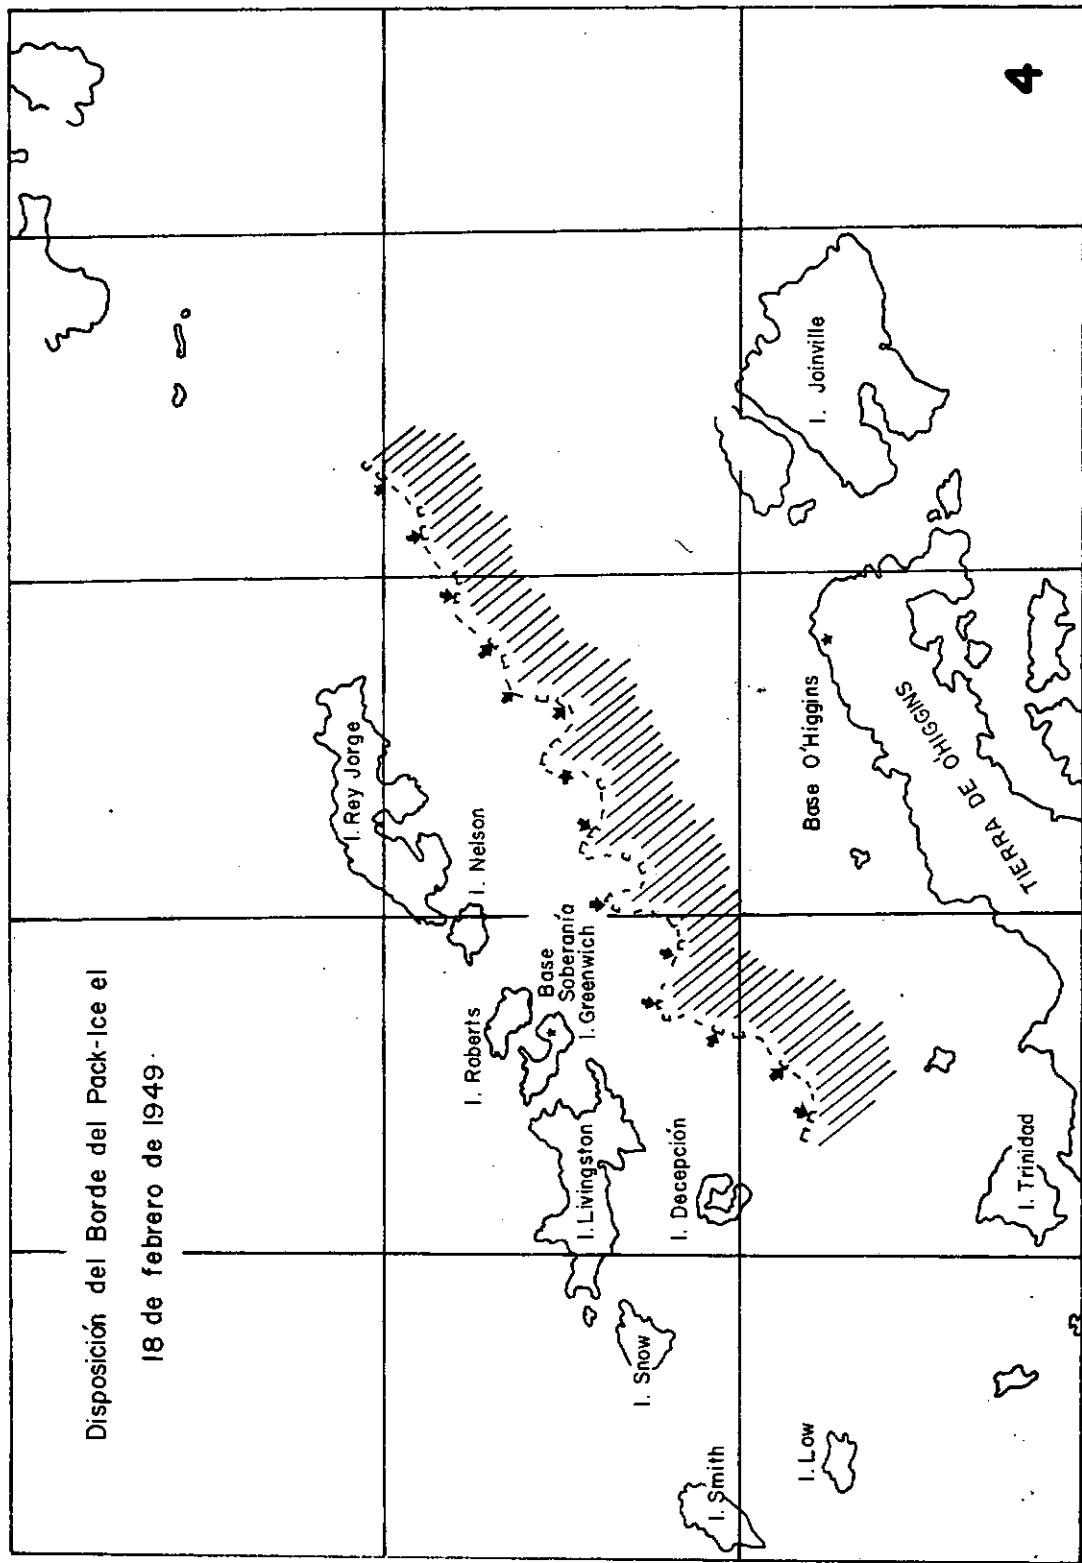 Disposición del Borde del Pack-Ice el
18 de febrero de 1949
I. Rey Jorge
I. Nelson
I. Roberts
Base
Soberanía
I. Greenwich
I. Livingston
I. Decepción
I. Snow
I. Smith
I. Low
I. Joinville
Base O'Higgins
TIERRA DE O'HIGGINS
I. Trinidad
4